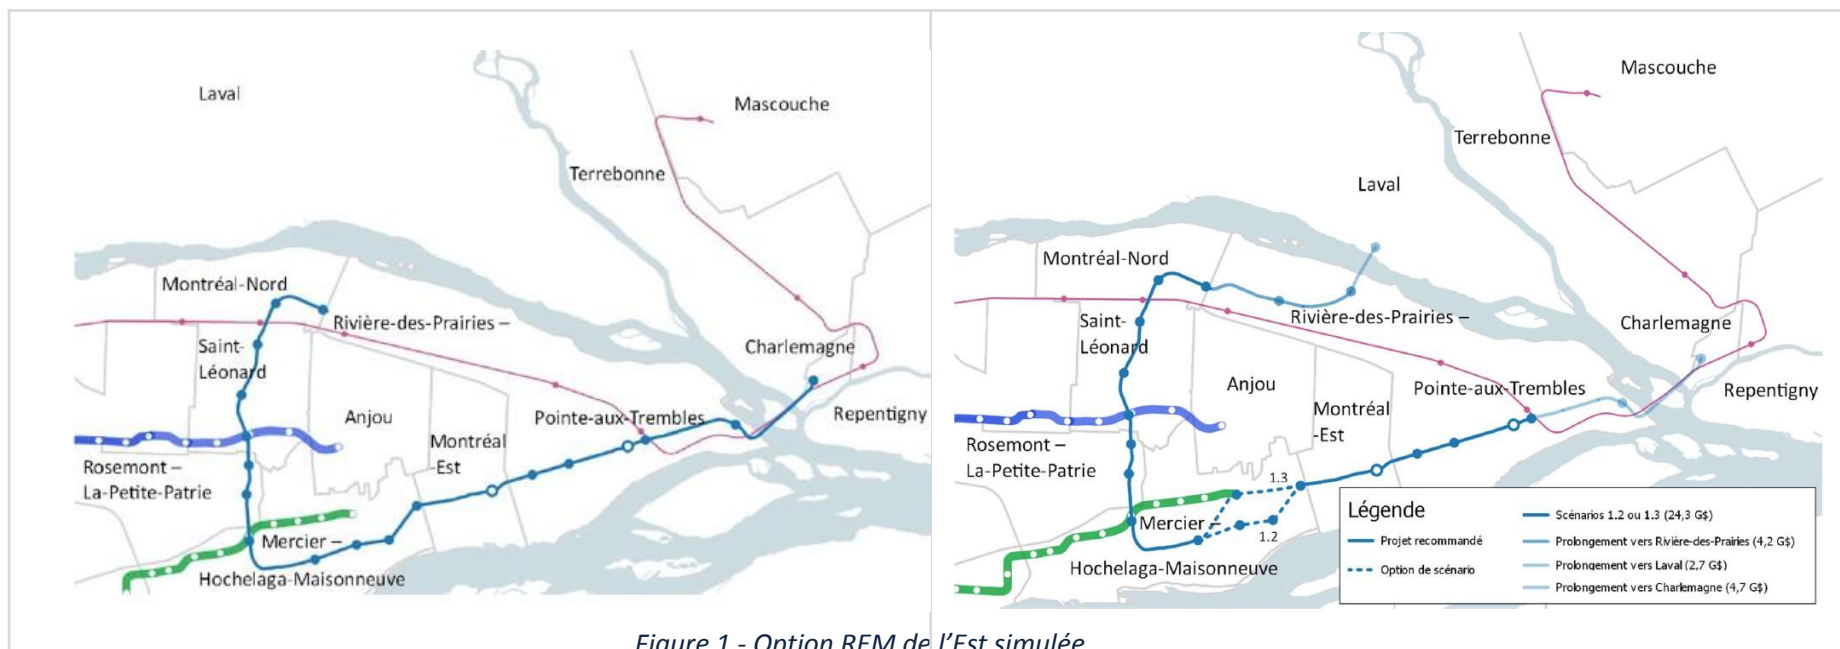 Laval
Mascouche
Terrebonne
Montréal-Nord
Rivière-des-Prairies –
Saint-
Léonard
Charlemagne
Anjou
Pointe-aux-Trembles
Repentigny
Montréal
-Est
Rosemont –
La-Petite-Patrie
Mercier –
Hochelaga-Maisonneuve
Mascouche
Terrebonne
Laval
Montréal-Nord
Rivière-des-Prairies –
Saint-
Léonard
Charlemagne
Anjou
Pointe-aux-Trembles
Repentigny
Montréal
-Est
Rosemont –
La-Petite-Patrie
1.3
Mercier –
1.2
Hochelaga-Maisonneuve
Légende
Projet recommandé
Option de scénario
Scénarios 1.2 ou 1.3 (24,3 G$)
Prolongement vers Rivière-des-Prairies (4,2 G$)
Prolongement vers Laval (2,7 G$)
Prolongement vers Charlemagne (4,7 G$)
Figure 1 - Option REM de l’Est simulée